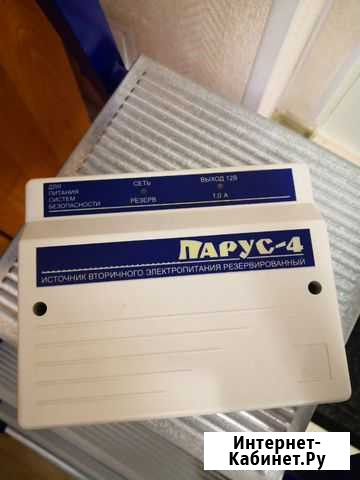 ДЛЯ
ПИТАНИЯ
СИСТЕМ
БЕЗОПАСНОСТИ
СЕТЬ
РЕЗЕРВ
ВЫХОД 12В
1,0 А
ПАРУС-4
ИСТОЧНИК ВТОРИЧНОГО ЭЛЕКТРОПИТАНИЯ РЕЗЕРВИРОВАННЫЙ
Интернет-
Кабинет.Ру